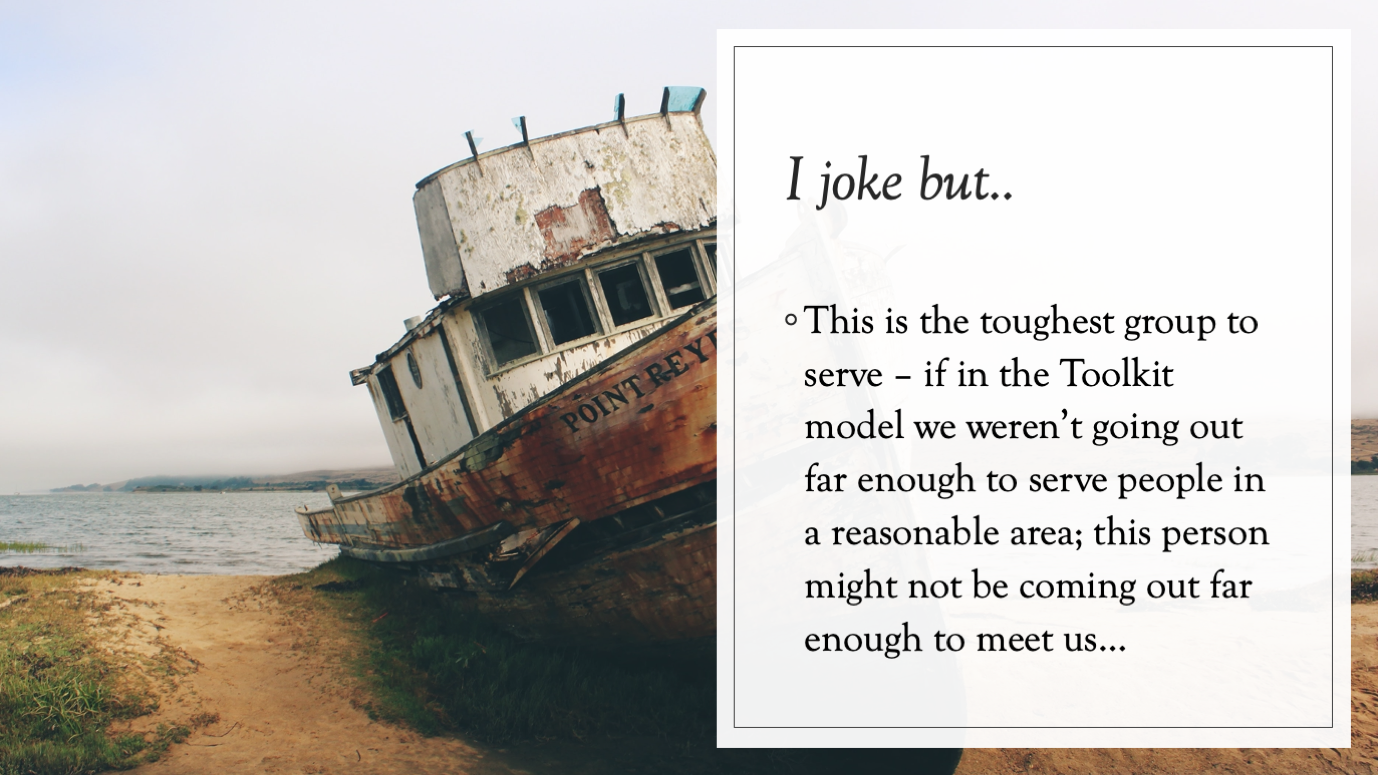 I joke but..
POINT REY
◦This is the toughest group to
serve – if in the Toolkit
model we weren't going out
far enough to serve people in
a reasonable area; this person
might not be coming out far
enough to meet us…